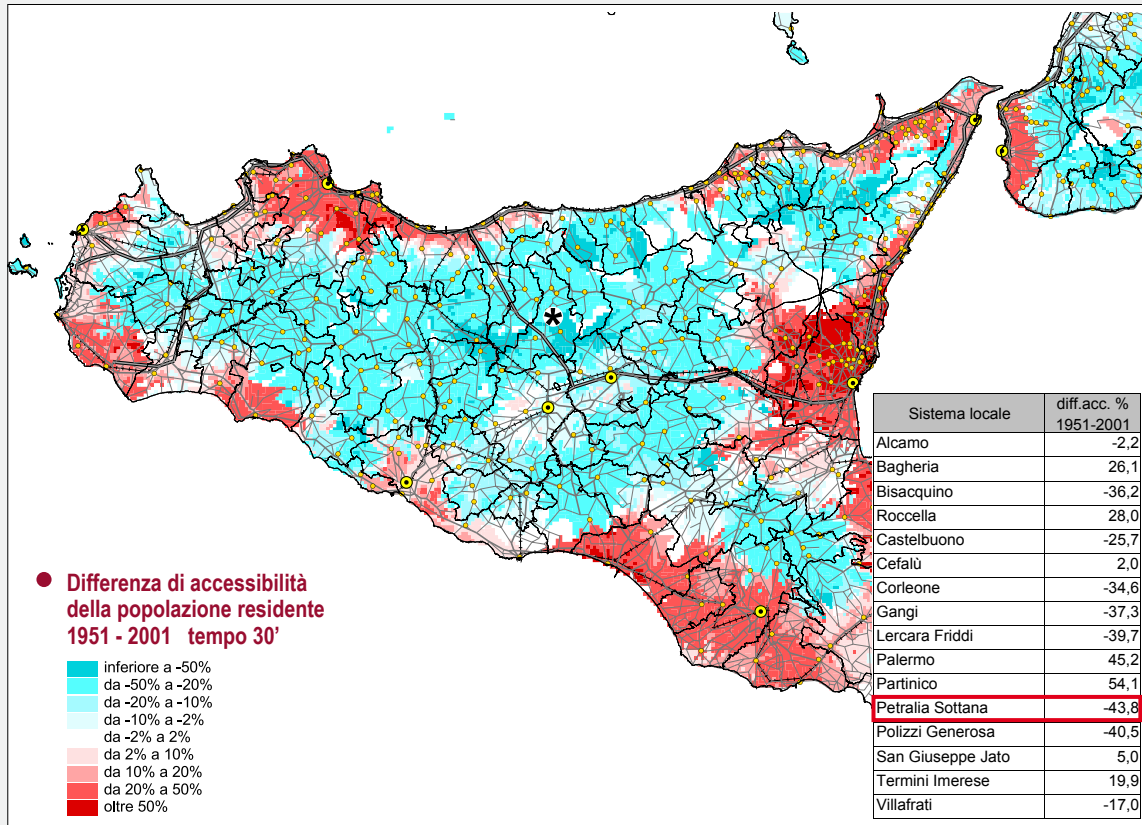 Differenza di accessibilità
della popolazione residente
1951 - 2001 tempo 30’
inferiore a -50%
da -50% a -20%
da -20% a -10%
da -10% a -2%
da -2% a 2%
da 2% a 10%
da 10% a 20%
da 20% a 50%
oltre 50%
Sistema locale diff.acc. %
1951-2001
Alcamo -2,2
Bagheria 26,1
Bisacquino -36,2
Roccella 28,0
Castelbuono -25,7
Cefalù 2,0
Corleone -34,6
Gangi -37,3
Lercara Friddi -39,7
Palermo 45,2
Partinico 54,1
Petralia Sottana -43,8
Polizzi Generosa -40,5
San Giuseppe Jato 5,0
Termini Imerese 19,9
Villafrati -17,0